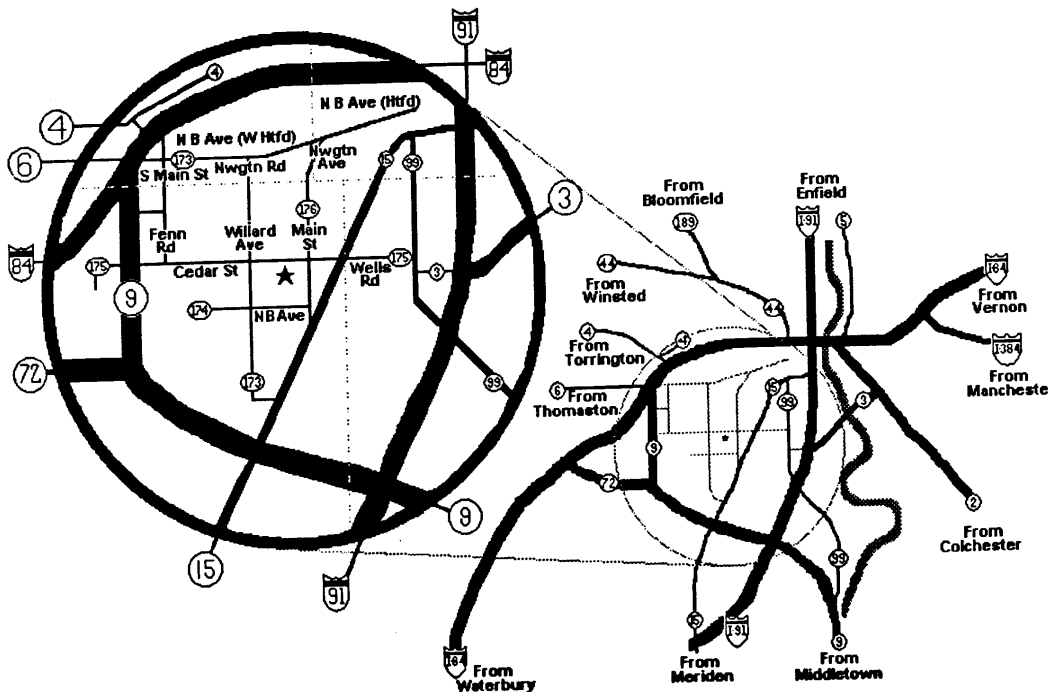 91
84
4
4
N B Ave (Htfd)
N B Ave (W Htfd)
Nwgtn
Ave
15
99
6
173
Nwgtn Rd
S Main St
3
176
Fenn
Rd
Willard
Ave
Main
St
84
175
Cedar St
Wells
Rd
175
3
9
174
N B Ave
72
173
99
9
15
91
From
Bloomfield
From
Enfield
189
I-91
5
44
From
Winsted
44
I-84
From
Vernon
4
From
Torrington
4
I-384
From
Manchester
6
From
Thomaston
15
99
3
9
72
2
From
Colchester
99
15
I-91
9
I-84
From
Waterbury
From
Meriden
From
Middletown